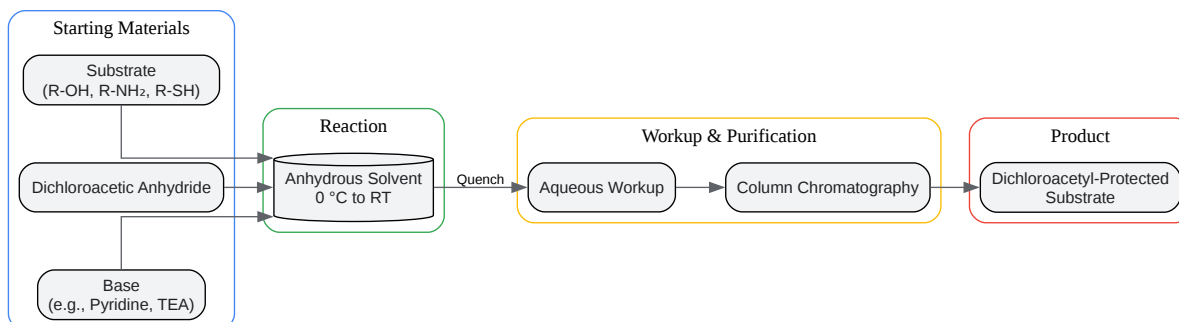 Starting Materials
Substrate
(R-OH, R-NH₂, R-SH)
Dichloroacetic Anhydride
Base
(e.g., Pyridine, TEA)
Reaction
Anhydrous Solvent
0 °C to RT
Quench
Workup & Purification
Aqueous Workup
Column Chromatography
Product
Dichloroacetyl-Protected
Substrate